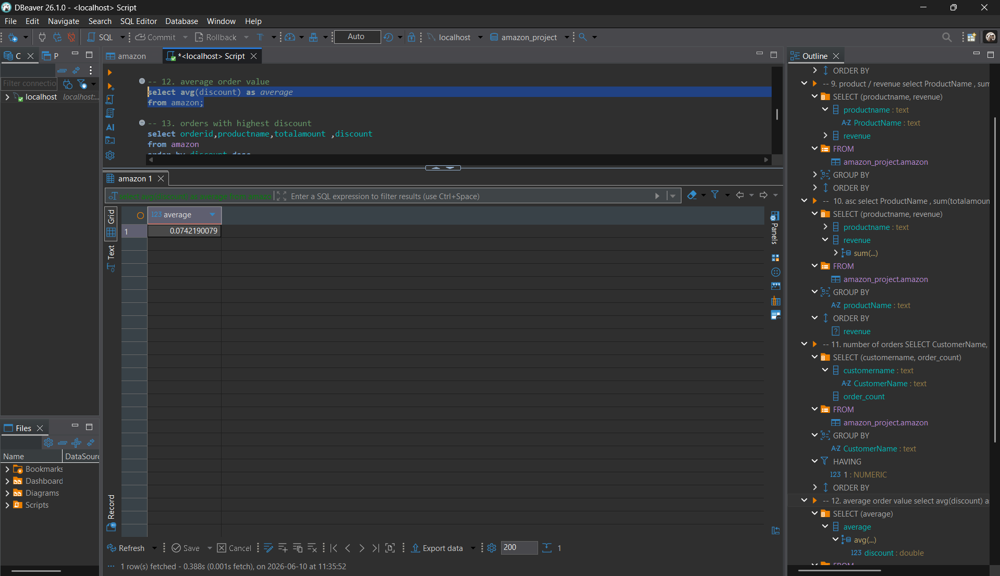 DBeaver 26.1.0 - <localhost> Script
File Edit Navigate Search SQL Editor Database Window Help
SQL Commit Rollback T Auto localhost amazon_project
C P
Filter connectio
localhost localhost:...
amazon *<localhost> Script
AI
-- 12. average order value
select avg(discount) as average
from amazon;
-- 13. orders with highest discount
select orderid,productname,totalamount ,discount
from amazon
order by discount desc
amazon 1
select avg(discount) as average from amazo
Enter a SQL expression to filter results (use Ctrl+Space)
Grid
Text
Record
123 average
1 0.0742190079
Panels
Refresh Save Cancel Export data 200 1
1 row(s) fetched - 0.388s (0.001s fetch), on 2026-06-10 at 11:35:52
Files
Name DataSourc
Bookmarks
Dashboard
Diagrams
Scripts
Outline
ORDER BY
-- 9. product / revenue select ProductName , sum
SELECT (productname, revenue)
productname : text
A-Z ProductName : text
revenue
FROM
amazon_project.amazon
GROUP BY
ORDER BY
-- 10. asc select ProductName , sum(totalamoun
SELECT (productname, revenue)
productname : text
revenue
sum(...)
FROM
amazon_project.amazon
GROUP BY
A-Z productName : text
ORDER BY
? revenue
-- 11. number of orders SELECT CustomerName,
SELECT (customername, order_count)
customername : text
A-Z CustomerName : text
order_count
FROM
amazon_project.amazon
GROUP BY
A-Z CustomerName : text
HAVING
123 1 : NUMERIC
ORDER BY
-- 12. average order value select avg(discount) a
SELECT (average)
average
avg(...)
123 discount : double
FROM